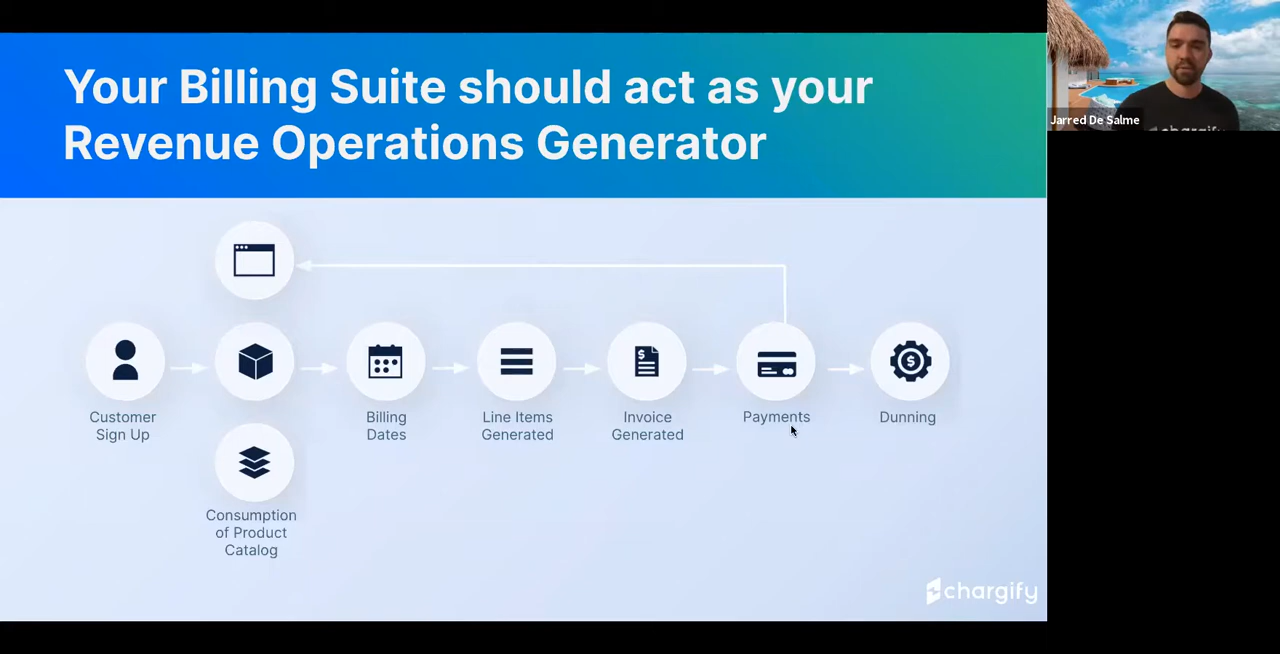 Your Billing Suite should act as your
Revenue Operations Generator
Jarred De Salme
chargify
Customer
Sign Up
Consumption
of Product
Catalog
Billing
Dates
Line Items
Generated
Invoice
Generated
Payments
Dunning
chargify